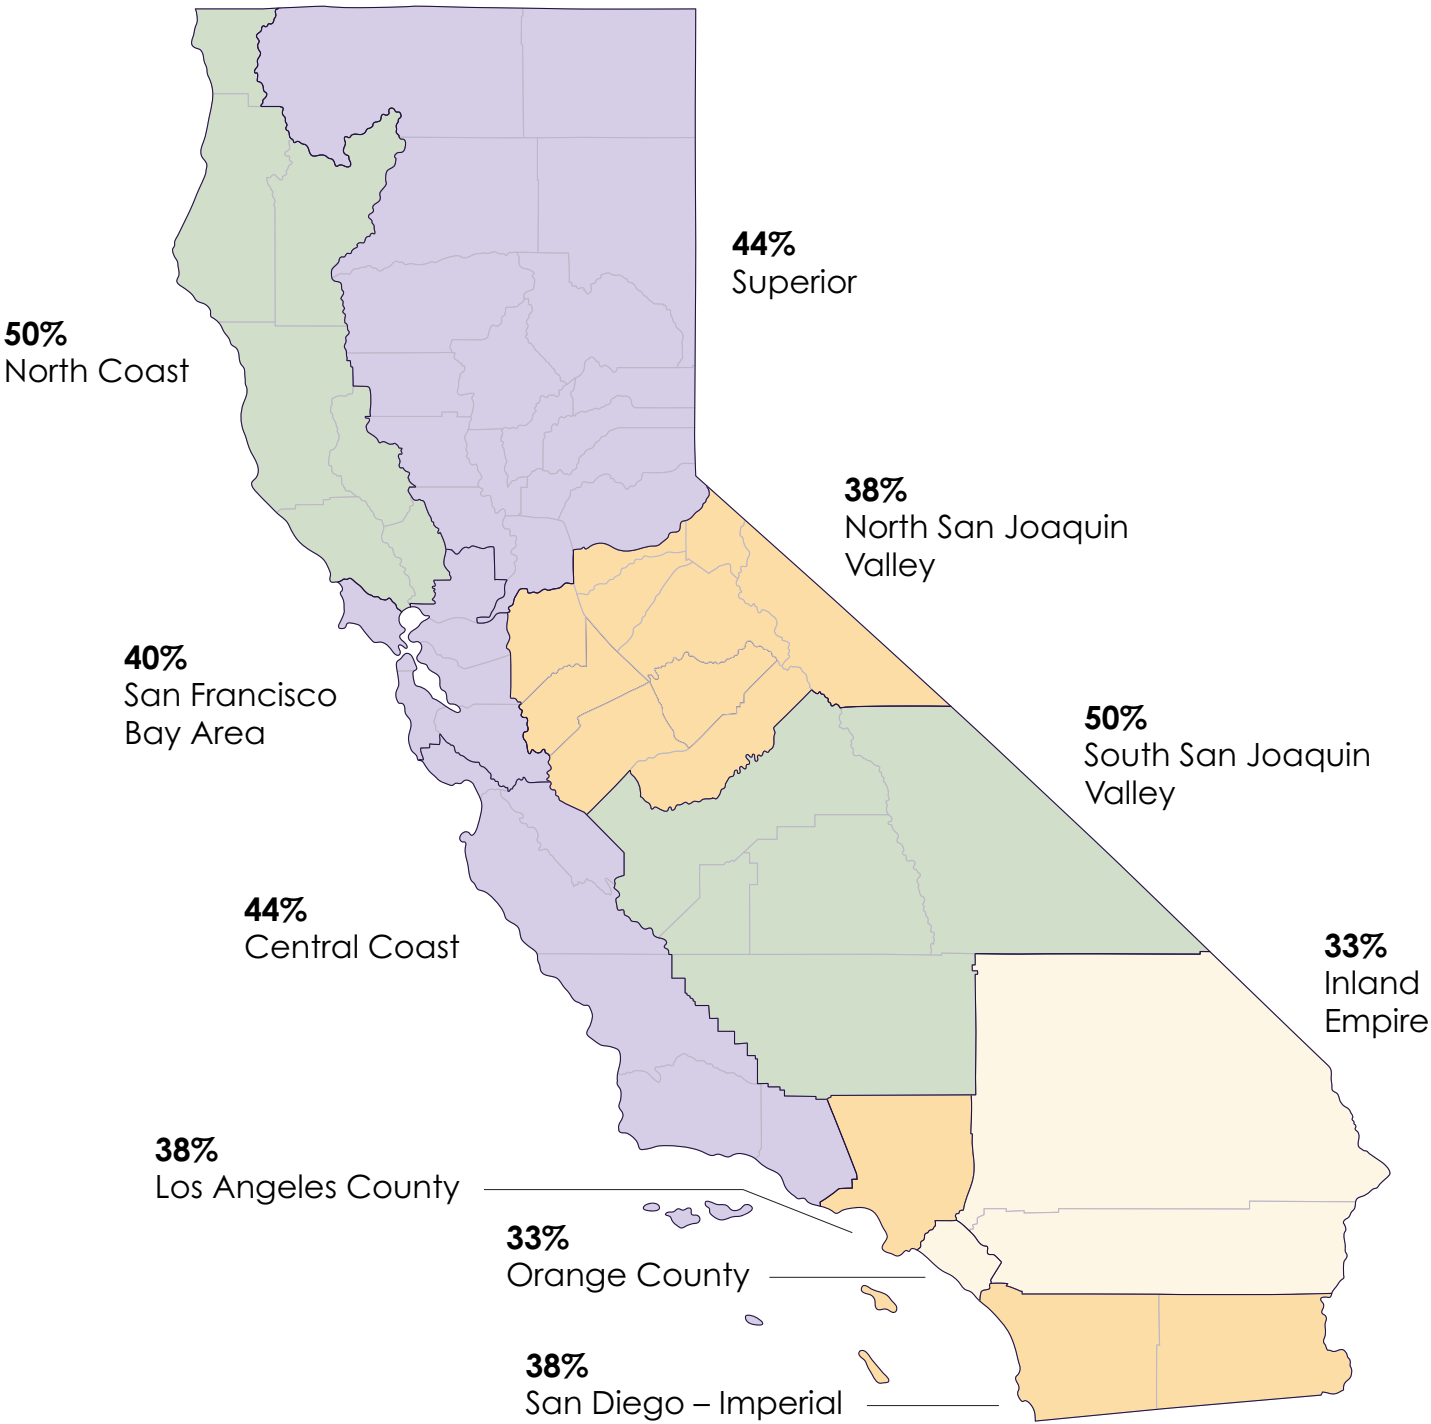 44%
Superior
50%
North Coast
38%
North San Joaquin
Valley
40%
San Francisco
Bay Area
50%
South San Joaquin
Valley
44%
Central Coast
33%
Inland
Empire
38%
Los Angeles County
33%
Orange County
38%
San Diego – Imperial